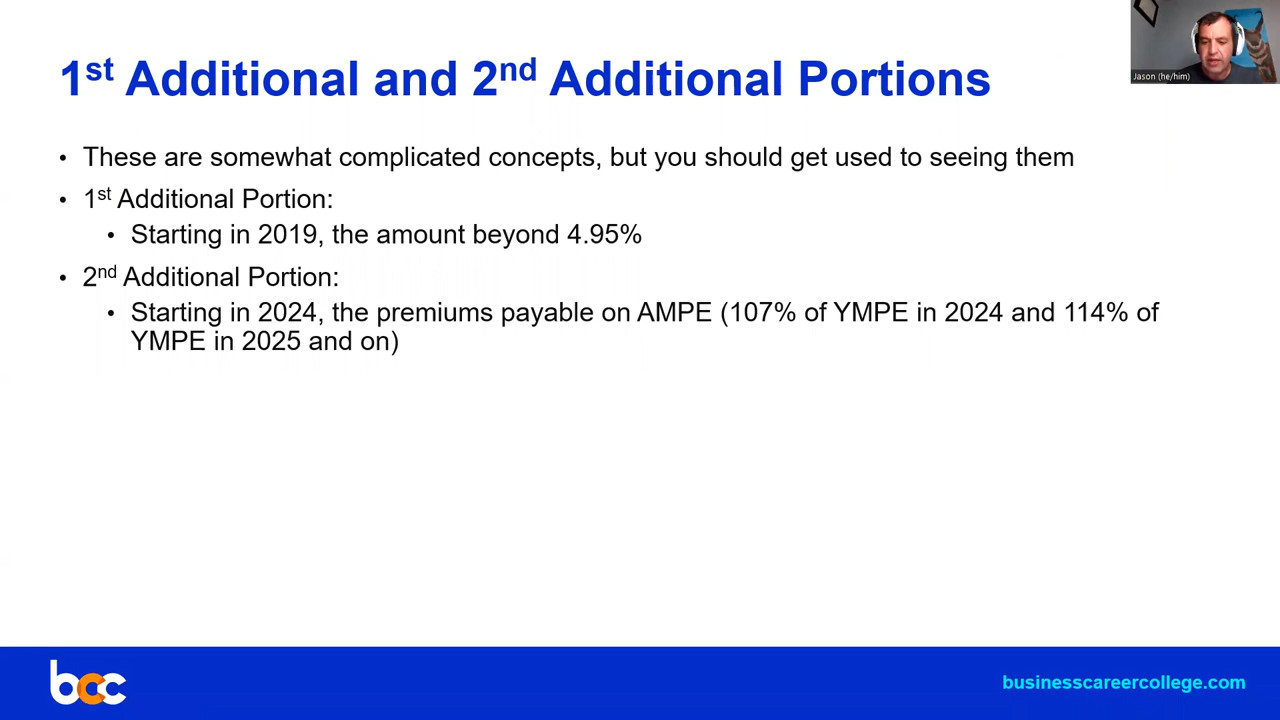 1st Additional and 2nd Additional Portions
Jason (he/him)
• These are somewhat complicated concepts, but you should get used to seeing them
• 1st Additional Portion:
• Starting in 2019, the amount beyond 4.95%
• 2nd Additional Portion:
• Starting in 2024, the premiums payable on AMPE (107% of YMPE in 2024 and 114% of
YMPE in 2025 and on)
bcc
businesscareercollege.com